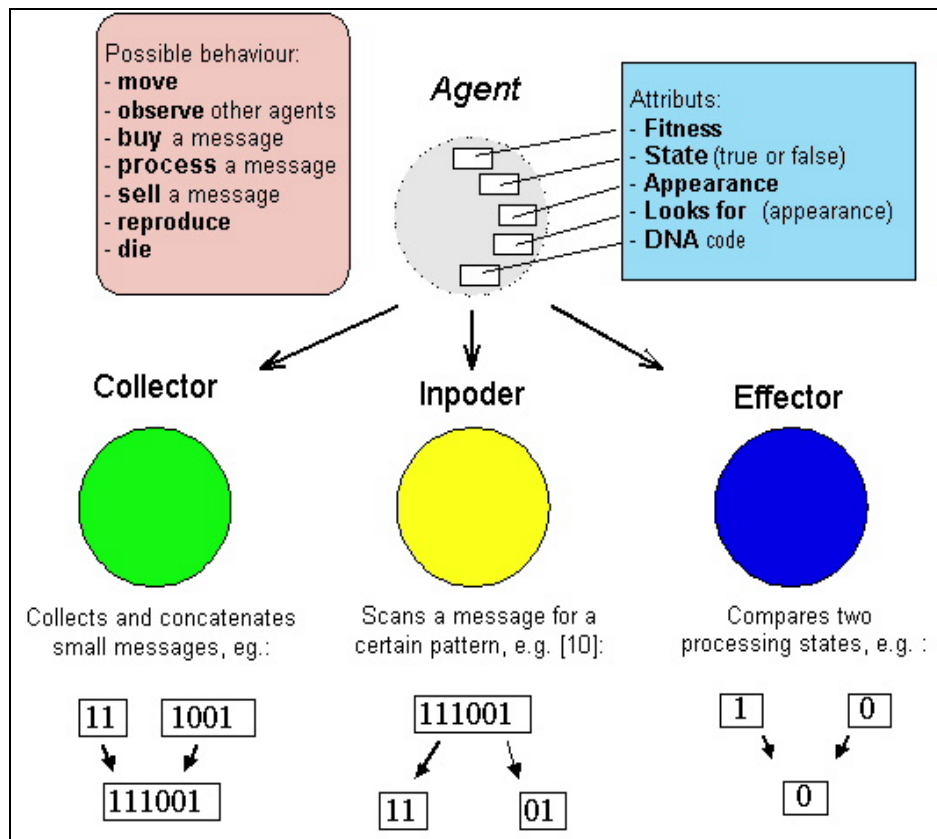 Possible behaviour:
- move
- observe other agents
- buy a message
- process a message
- sell a message
- reproduce
- die
Agent
Attributs:
- Fitness
- State (true or false)
- Appearance
- Looks for (appearance)
- DNA code
Collector
Inpoder
Effector
Collects and concatenates
small messages, eg.:
Scans a message for a
certain pattern, e.g. [10]:
Compares two
processing states, e.g. :
11
1001
111001
111001
11
01
1
0
0